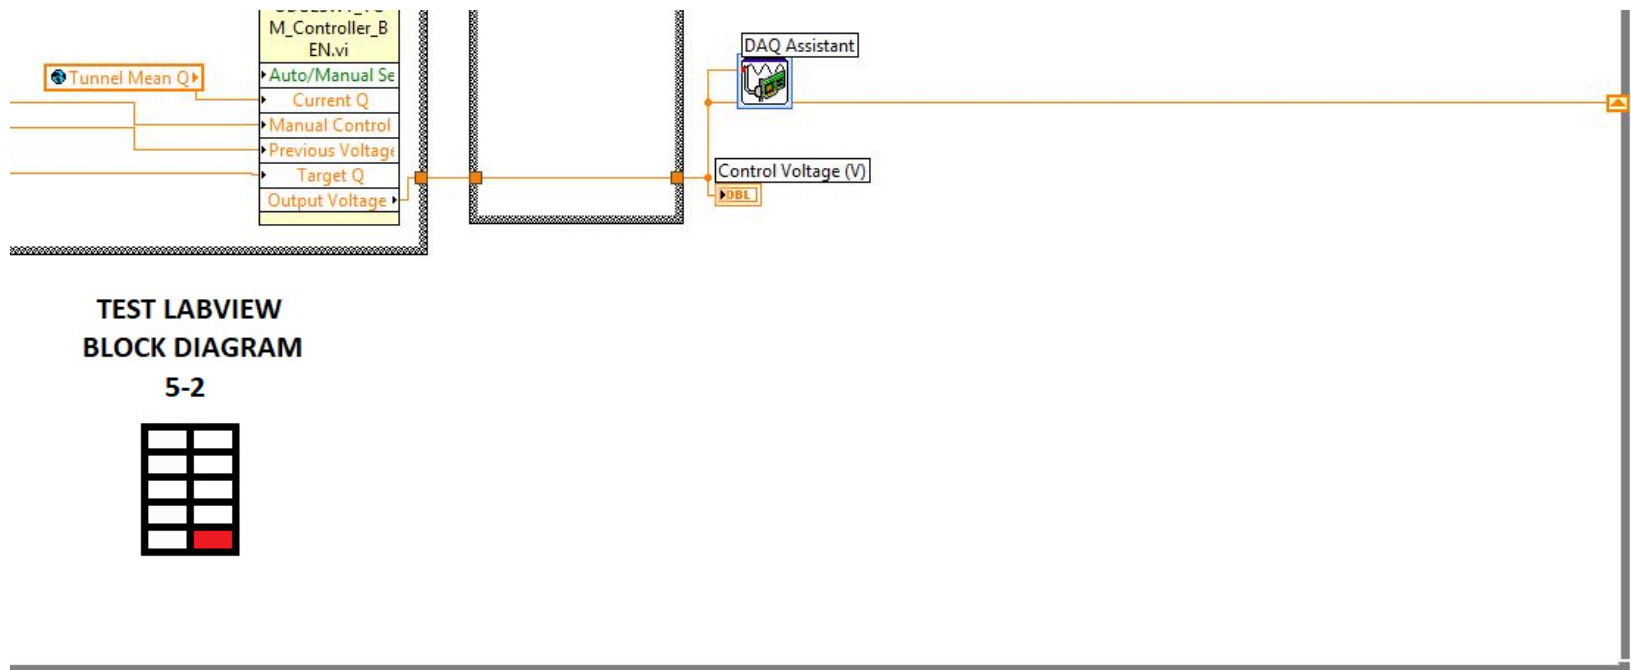 M_Controller_B
EN.vi
Auto/Manual Se
Current Q
Manual Control
Previous Voltage
Target Q
Output Voltage
Tunnel Mean Q
DAQ Assistant
Control Voltage (V)
DBL
TEST LABVIEW
BLOCK DIAGRAM
5-2